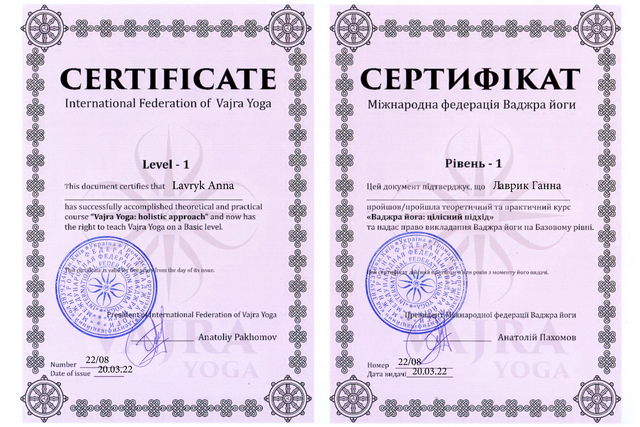 CERTIFICATE
International Federation of Vajra Yoga
Level - 1
This document certifies that Lavryk Anna
has successfully accomplished theoretical and practical
course "Vajra Yoga: holistic approach" and now has
the right to teach Vajra Yoga on a Basic level.
This certificate is valid for five years from the day of its issue.
President of International Federation of Vajra Yoga
Anatoliy Pakhomov
VAJRA
YOGA
Number 22/08
Date of issue 20.03.22
СЕРТИФІКАТ
Міжнародна федерація Ваджра йоги
Рівень - 1
Цей документ підтверджує, що Лаврик Ганна
пройшов/пройшла теоретичний та практичний курс
«Ваджра йога: цілісний підхід»
та надає право викладання Ваджра йоги на Базовому рівні.
Цей сертифікат дійсний протягом років з моменту його видачі.
Президент Міжнародної федерації Ваджра йоги
Анатолій Пахомов
VAJRA
YOGA
Номер 22/08
Дата видачі 20.03.22